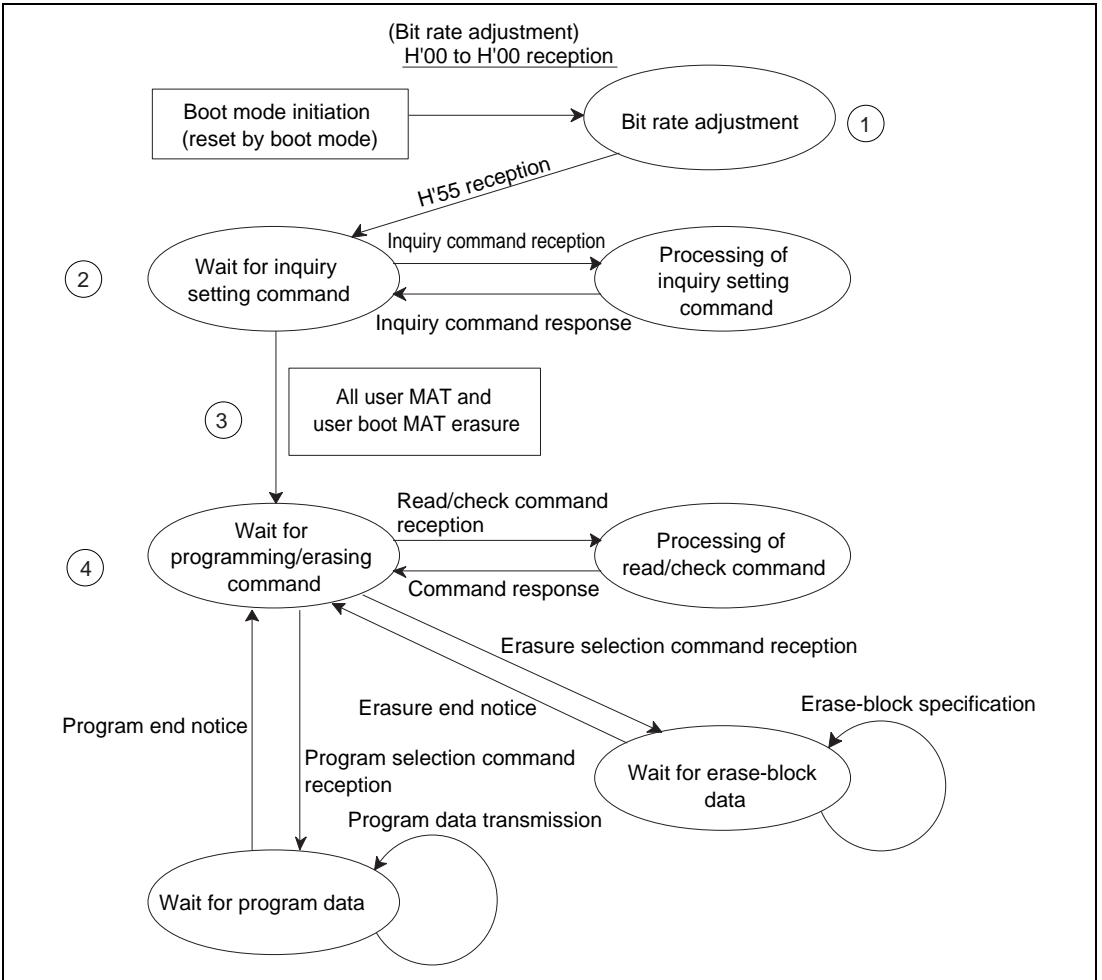 (Bit rate adjustment)
H'00 to H'00 reception
Boot mode initiation
(reset by boot mode)
Bit rate adjustment
1
H'55 reception
2
Wait for inquiry
setting command
Inquiry command reception
Inquiry command response
Processing of
inquiry setting
command
3
All user MAT and
user boot MAT erasure
4
Wait for
programming/erasing
command
Read/check command
reception
Command response
Processing of
read/check command
Erasure selection command reception
Erasure end notice
Program end notice
Program selection command
reception
Erase-block specification
Wait for erase-block
data
Program data transmission
Wait for program data